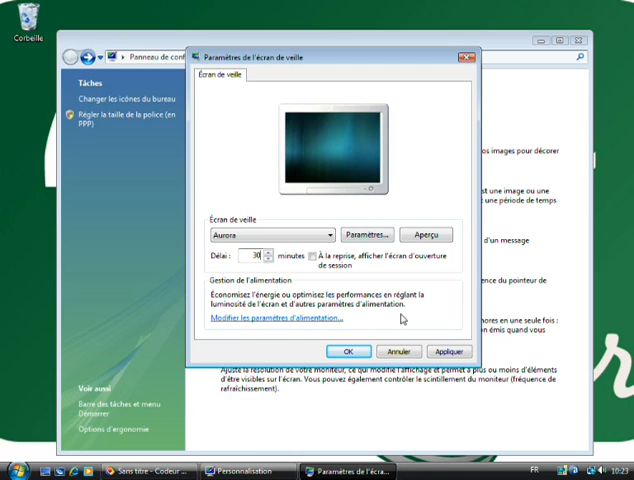 Corbeille
Panneau de conf
Paramètres de l'écran de veille
Écran de veille
Tâches
Changer les icônes du bureau
Régler la taille de la police (en
PPP)
os images pour décorer
st une image ou une
une période de temps
d'un message
ence du pointeur de
nores en une seule fois :
on émis quand vous
Écran de veille
Aurora
Paramètres...
Aperçu
Délai :
30
minutes
À la reprise, afficher l'écran d'ouverture
de session
Gestion de l'alimentation
Économisez l'énergie ou optimisez les performances en réglant la
luminosité de l'écran et d'autres paramètres d'alimentation.
Modifier les paramètres d'alimentation...
OK
Annuler
Appliquer
Ajuste la résolution de votre moniteur, ce qui modifie l'affichage et permet à plus ou moins d'éléments
d'être visibles sur l'écran. Vous pouvez également contrôler le scintillement du moniteur (fréquence de
rafraîchissement).
Voir aussi
Barre des tâches et menu
Démarrer
Options d'ergonomie
Sans titre - Codeur ...
Personnalisation
Paramètres de l'écra...
FR
10:23